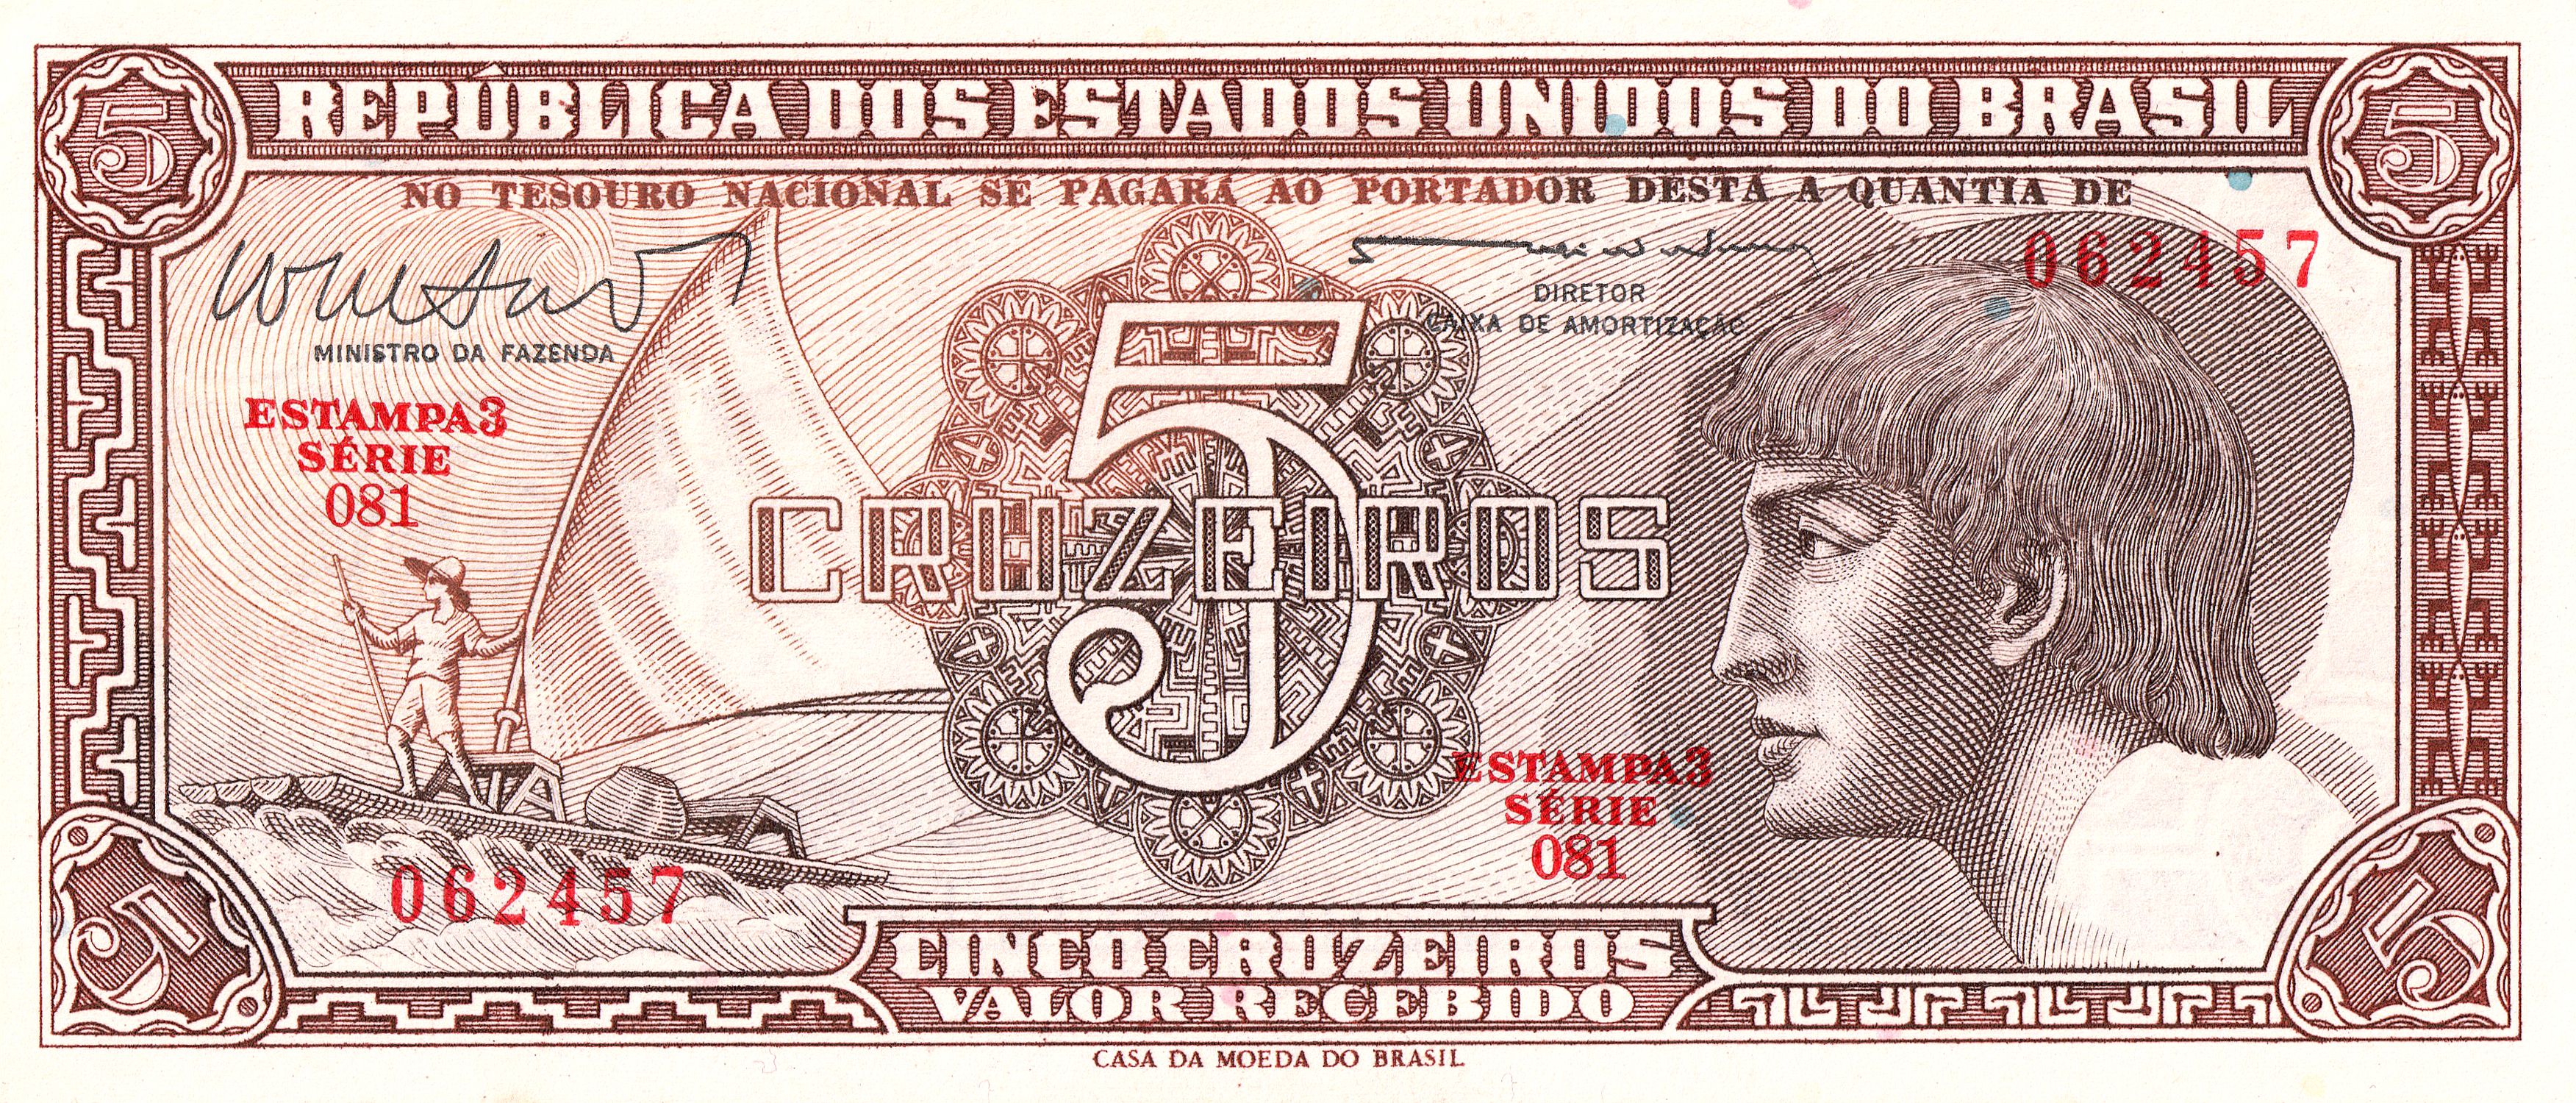 5
REPÚBLICA DOS ESTADOS UNIDOS DO BRASIL
5
NO TESOURO NACIONAL SE PAGARÁ AO PORTADOR DESTA A QUANTIA DE
062457
MINISTRO DA FAZENDA
DIRETOR
CAIXA DE AMORTIZAÇÃO
ESTAMPA 3
SÉRIE
081
5
CRUZEIROS
ESTAMPA 3
SÉRIE
081
062457
5
CINCO CRUZEIROS
VALOR RECEBIDO
5
CASA DA MOEDA DO BRASIL